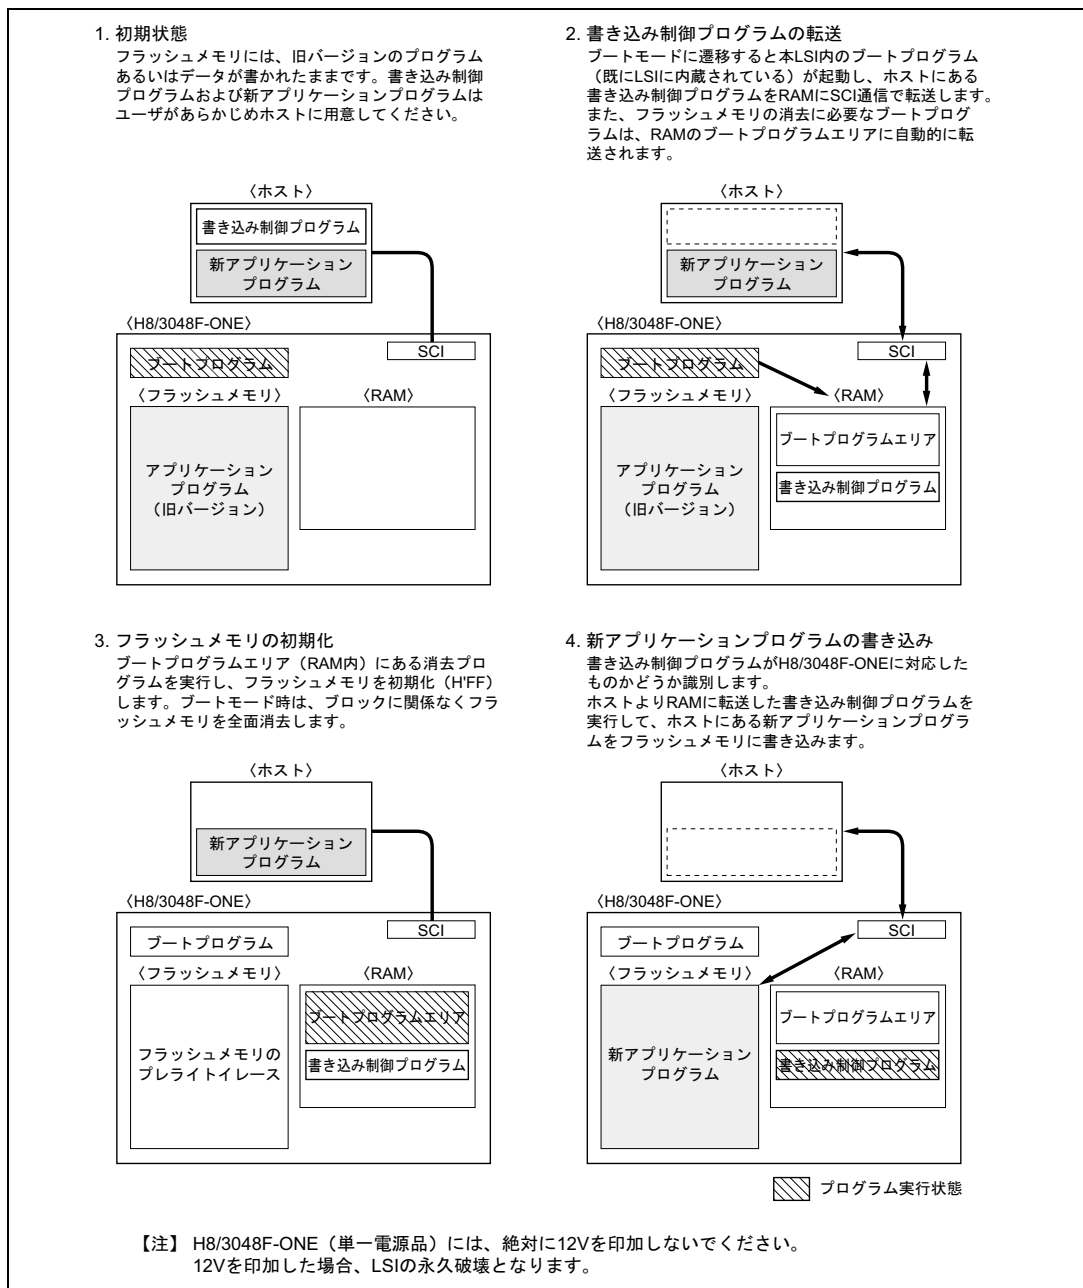 1. 初期状態
フラッシュメモリには、旧バージョンのプログラム
あるいはデータが書かれたままです。書き込み制御
プログラムおよび新アプリケーションプログラムは
ユーザがあらかじめホストに用意してください。
〈ホスト〉
書き込み制御プログラム
新アプリケーション
プログラム
〈H8/3048F-ONE〉
ブートプログラム
SCI
〈フラッシュメモリ〉
〈RAM〉
アプリケーション
プログラム
（旧バージョン）
2. 書き込み制御プログラムの転送
ブートモードに遷移すると本LSI内のブートプログラム
（既にLSIに内蔵されている）が起動し、ホストにある
書き込み制御プログラムをRAMにSCI通信で転送します。
また、フラッシュメモリの消去に必要なブートプログ
ラムは、RAMのブートプログラムエリアに自動的に転
送されます。
〈ホスト〉
新アプリケーション
プログラム
〈H8/3048F-ONE〉
ブートプログラム
SCI
〈フラッシュメモリ〉
〈RAM〉
アプリケーション
プログラム
（旧バージョン）
ブートプログラムエリア
書き込み制御プログラム
3. フラッシュメモリの初期化
ブートプログラムエリア（RAM内）にある消去プロ
グラムを実行し、フラッシュメモリを初期化（H'FF）
します。ブートモード時は、ブロックに関係なくフラ
ッシュメモリを全面消去します。
〈ホスト〉
新アプリケーション
プログラム
〈H8/3048F-ONE〉
ブートプログラム
SCI
〈フラッシュメモリ〉
〈RAM〉
フラッシュメモリの
プレライトイレース
ブートプログラムエリア
書き込み制御プログラム
4. 新アプリケーションプログラムの書き込み
書き込み制御プログラムがH8/3048F-ONEに対応した
ものかどうか識別します。
ホストよりRAMに転送した書き込み制御プログラムを
実行して、ホストにある新アプリケーションプログラ
ムをフラッシュメモリに書き込みます。
〈ホスト〉
〈H8/3048F-ONE〉
ブートプログラム
SCI
〈フラッシュメモリ〉
〈RAM〉
新アプリケーション
プログラム
ブートプログラムエリア
書き込み制御プログラム
プログラム実行状態
【注】 H8/3048F-ONE（単一電源品）には、絶対に12Vを印加しないでください。
12Vを印加した場合、LSIの永久破壊となります。